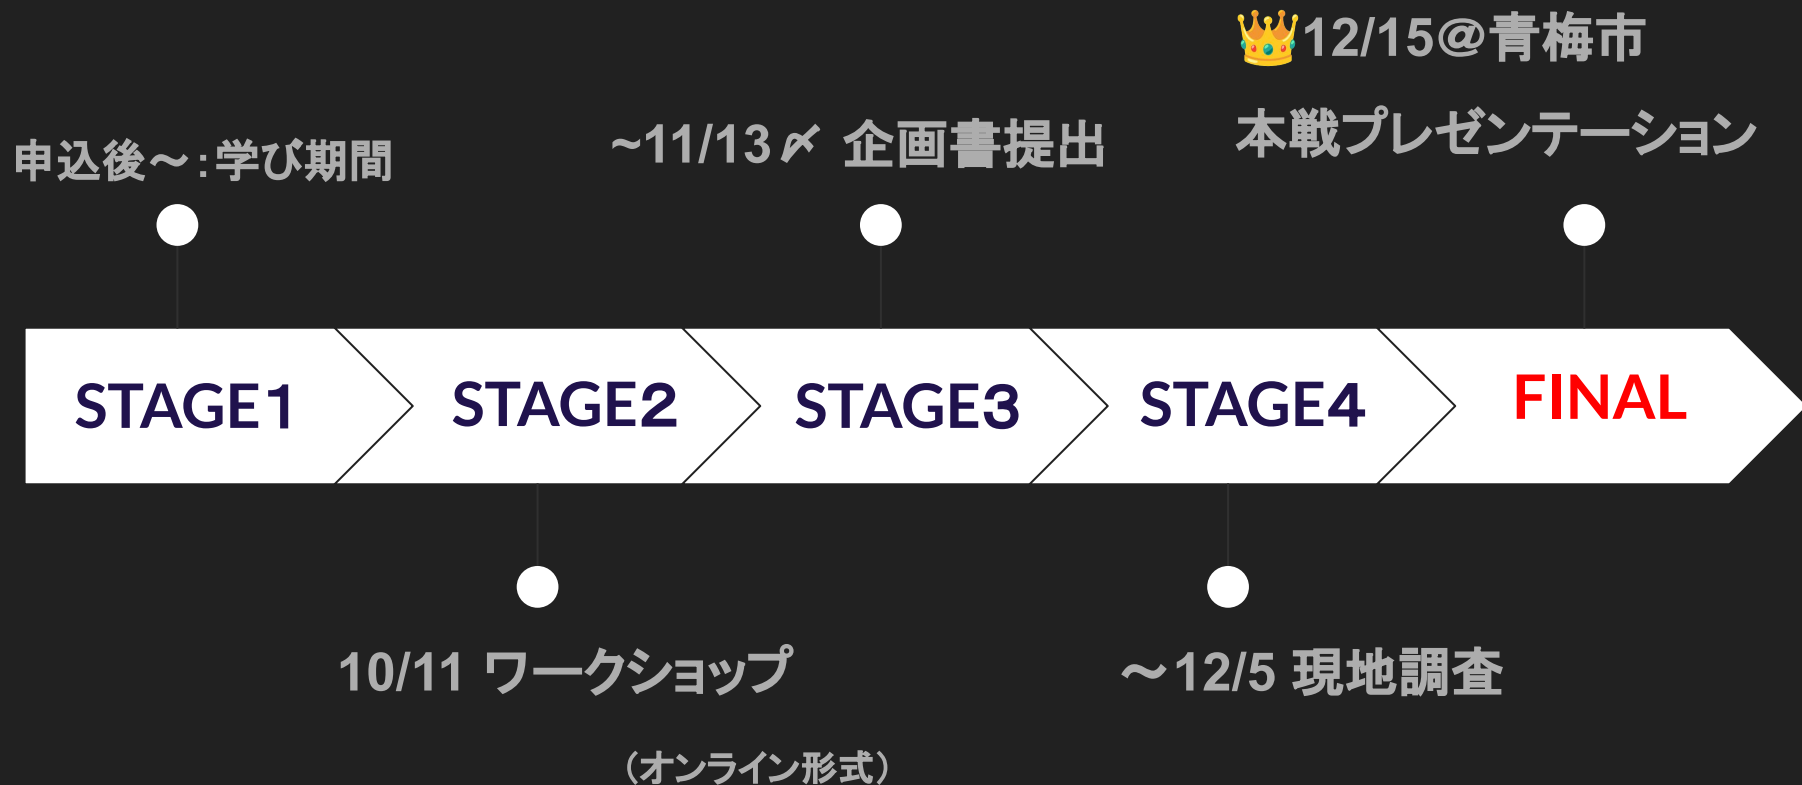 👑12/15@青梅市
本戦プレゼンテーション
申込後～：学び期間
~11/13〆 企画書提出
STAGE1
STAGE2
STAGE3
STAGE4
FINAL
10/11 ワークショップ
（オンライン形式）
～12/5 現地調査